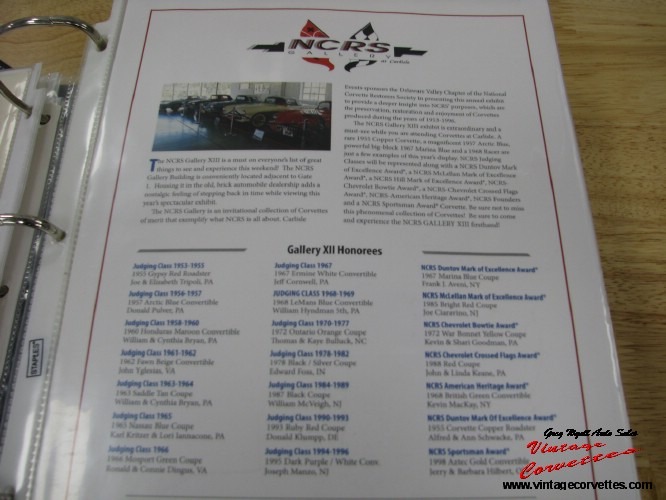 NCRS
GALLERY
at Carlisle
The NCRS Gallery XIII is a must on everyone's list of great
things to see and experience this weekend! The NCRS
Gallery Building is conveniently located adjacent to Gate
1. Housing it in the old, brick automobile dealership adds a
nostalgic feeling of stepping back in time while viewing this
year's spectacular exhibit.
The NCRS Gallery is an invitational collection of Corvettes
of merit that exemplify what NCRS is all about. Carlisle
Events sponsors the Delaware Valley Chapter of the National
Corvette Restorers Society in presenting this annual exhibit
to provide a deeper insight into NCRS' purposes, which are
the preservation, restoration and enjoyment of Corvettes
produced during the years of 1953-1996.
The NCRS Gallery XIII exhibit is extraordinary and a
must-see while you are attending Corvettes at Carlisle. A
rare 1955 Copper Corvette, a magnificent 1957 Arctic Blue,
powerful big-block 1967 Marina Blue and a 1968 Racer are
just a few examples of this year's display. NCRS Judging
Classes will be represented along with a NCRS Duntov Mark
of Excellence Award®, a NCRS McLellan Mark of Excellence
Award®, a NCRS Hill Mark of Excellence Award®, NCRS
Chevrolet Bowtie Award®, a NCRS Chevrolet Crossed Flags
Award®, NCRS American Heritage Award®, NCRS Founders
and a NCRS Sportsman Award® Corvette. Be sure not to miss
this phenomenal collection of Corvettes! Be sure to come
and experience the NCRS GALLERY XIII firsthand!
Gallery XII Honorees
Judging Class 1953-1955
1955 Gypsy Red Roadster
Joe & Elizabeth Tripoli, PA
Judging Class 1956-1957
1957 Arctic Blue Convertible
Donald Pulver, PA
Judging Class 1958-1960
1960 Honduras Maroon Convertible
William & Cynthia Bryan, PA
Judging Class 1961-1962
1962 Fawn Beige Convertible
John Yglesias, VA
Judging Class 1963-1964
1963 Saddle Tan Coupe
William & Cynthia Bryan, PA
Judging Class 1965
1965 Nassau Blue Coupe
Karl Kritzer & Lori Iannacone, PA
Judging Class 1966
1966 Mosport Green Coupe
Ronald & Connie Dingus, VA
Judging Class 1967
1967 Ermine White Convertible
Jeff Cornwell, PA
JUDGING CLASS 1968-1969
1968 LeMans Blue Convertible
William Hyndman 5th, PA
Judging Class 1970-1977
1972 Ontario Orange Coupe
Thomas & Kaye Bulback, NC
Judging Class 1978-1982
1978 Black / Silver Coupe
Edward Foss, IN
Judging Class 1984-1989
1987 Black Coupe
William McVeigh, NJ
Judging Class 1990-1993
1993 Ruby Red Coupe
Donald Klumpp, DE
Judging Class 1994-1996
1995 Dark Purple / White Conv.
Joseph Manzo, NJ
NCRS Duntov Mark of Excellence Award®
1967 Marina Blue Coupe
Frank J. Aveni, NY
NCRS McLellan Mark of Excellence Award®
1985 Bright Red Coupe
Joe Ciararino, NJ
NCRS Chevrolet Bowtie Award®
1972 War Bonnet Yellow Coupe
Kevin & Shari Goodman, PA
NCRS Chevrolet Crossed Flags Award®
1988 Red Coupe
John & Linda Keane, PA
NCRS American Heritage Award®
1968 British Green Convertible
Kevin MacKay, NY
NCRS Duntov Mark Of Excellence Award®
1955 Corvette Copper Roadster
Alfred & Ann Schwacke, PA
NCRS Sportsman Award®
1998 Aztec Gold Convertible
Jerry & Barbara Hilbert,
STAPLES
Greg Wyatt Auto Sales
Vintage
Corvettes
www.vintagecorvettes.com